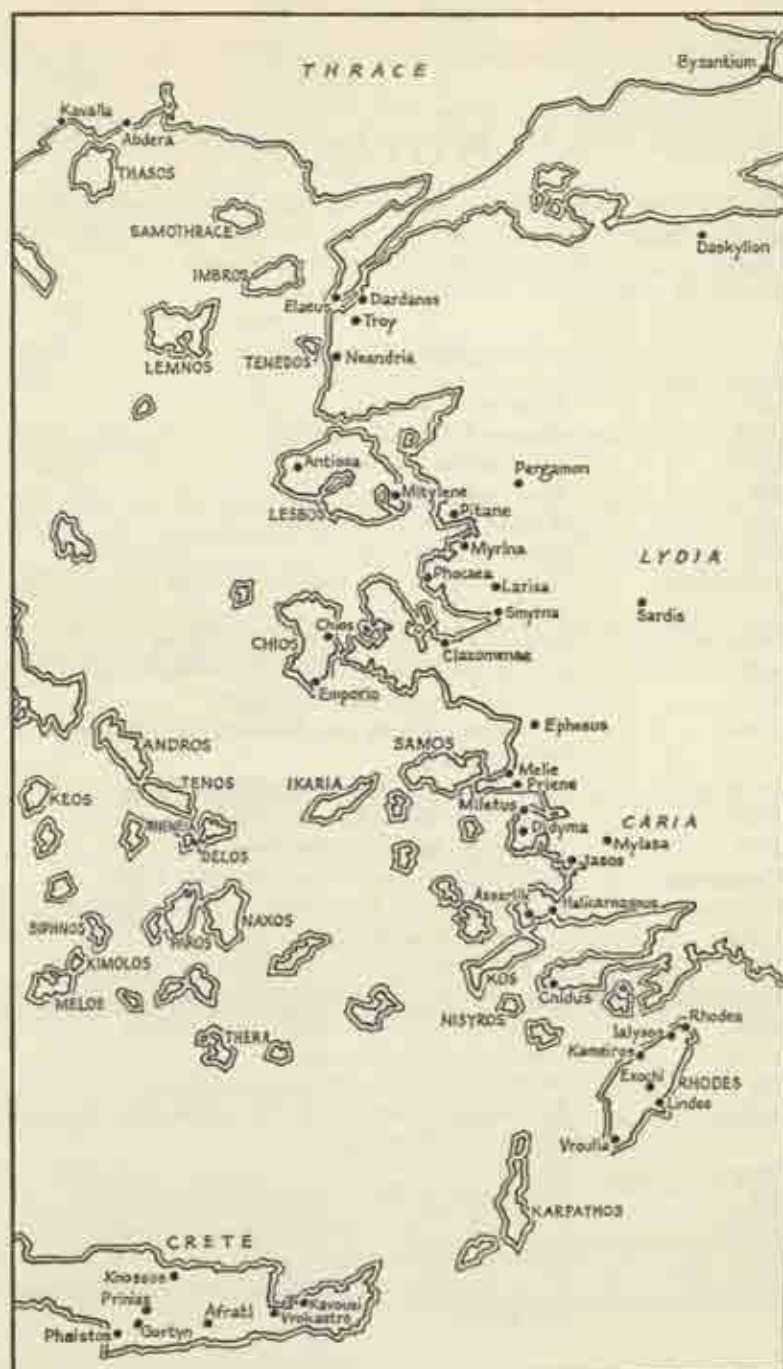 THRACE
Byzantium
Kavalla
Abdera
THASOS
SAMOTHRACE
Daskylion
IMBROS
Elaeus
Dardanos
Troy
LEMNOS
TENEDOS
Neandria
Antissa
Pergamon
Mitylene
LESBOS
Pitane
Myrina
LYDIA
Phocaea
Larisa
Smyrna
Sardis
Chios
CHIOS
Clazomenae
Emporio
Ephesus
ANDROS
SAMOS
Melie
KEOS
TENOS
IKARIA
Priene
Miletus
RHENEIA
Didyma
CARIA
DELOS
Mylasa
Jasos
Assarlik
Halicarnassus
SIPHNOS
PAROS
NAXOS
KIMOLOS
MELOS
KOS
Cnidus
NISYROS
Rhodes
Ialysos
THERA
Kameiros
Exochi
RHODES
Lindos
Vroulia
KARPATHOS
CRETE
Knossos
Prinias
Kavousi
Afrati
Vrokastro
Phaistos
Gortyn